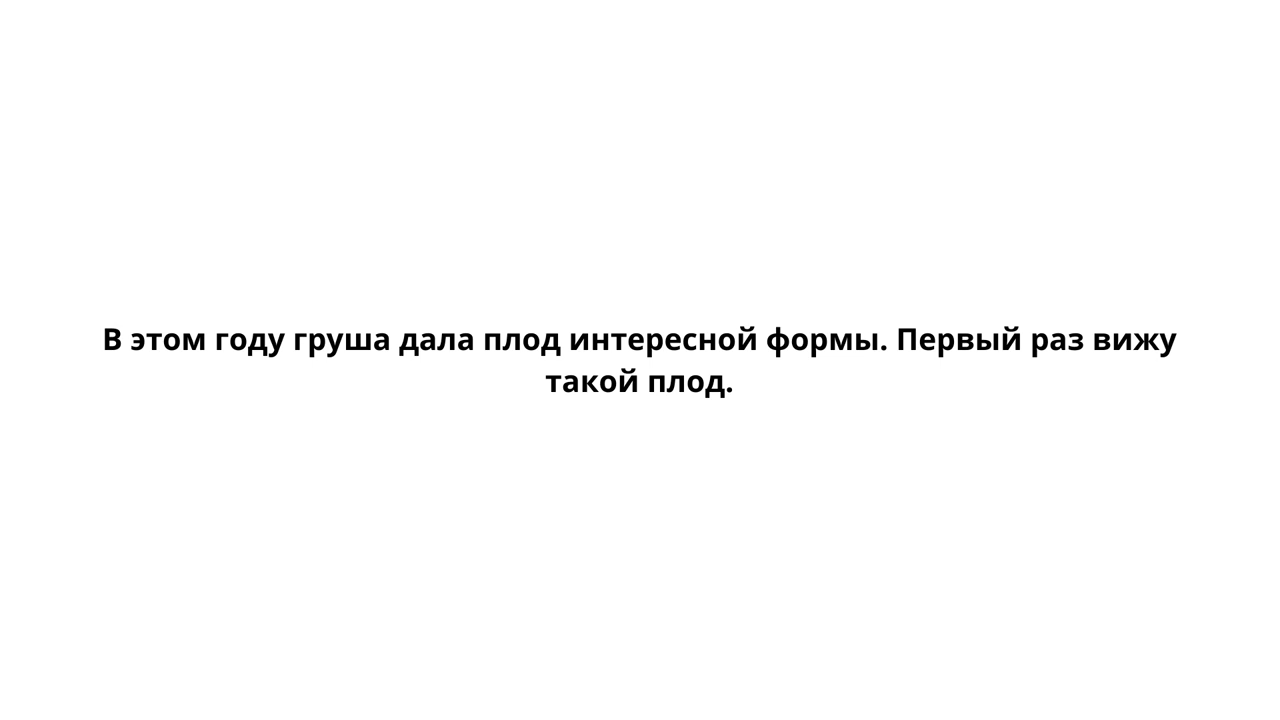 В этом году груша дала плод интересной формы. Первый раз вижу
такой плод.